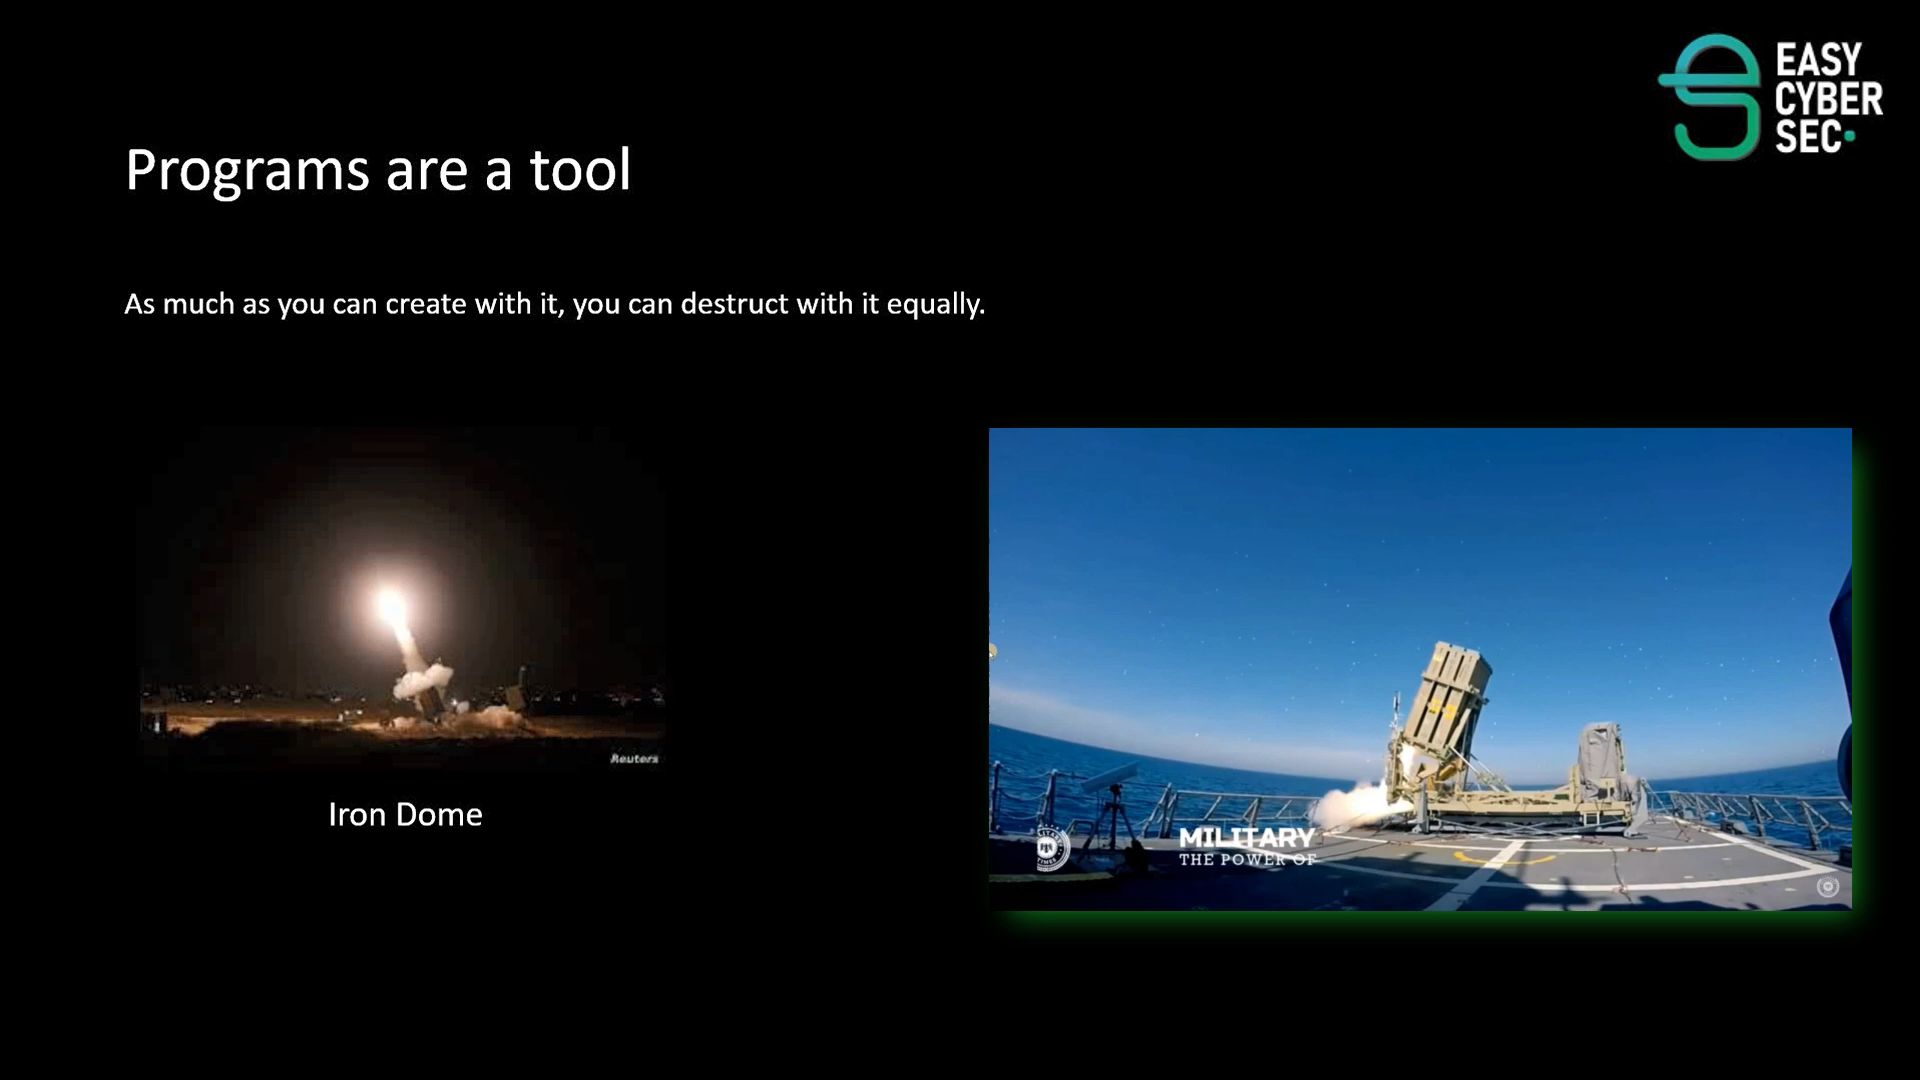 EASY
CYBER
SEC
Programs are a tool
As much as you can create with it, you can destruct with it equally.
Reuters
Iron Dome
MILITARY
THE POWER OF